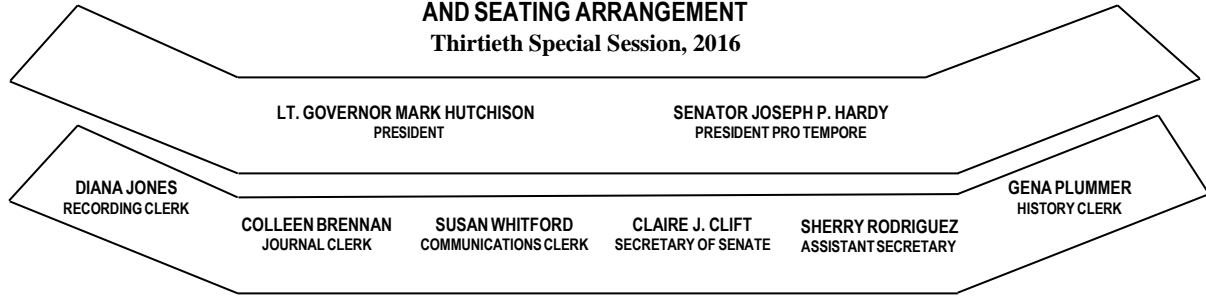 AND SEATING ARRANGEMENT
Thirtieth Special Session, 2016
LT. GOVERNOR MARK HUTCHISON
PRESIDENT
SENATOR JOSEPH P. HARDY
PRESIDENT PRO TEMPORE
DIANA JONES
RECORDING CLERK
COLLEEN BRENNAN
JOURNAL CLERK
SUSAN WHITFORD
COMMUNICATIONS CLERK
CLAIRE J. CLIFT
SECRETARY OF SENATE
SHERRY RODRIGUEZ
ASSISTANT SECRETARY
GENA PLUMMER
HISTORY CLERK